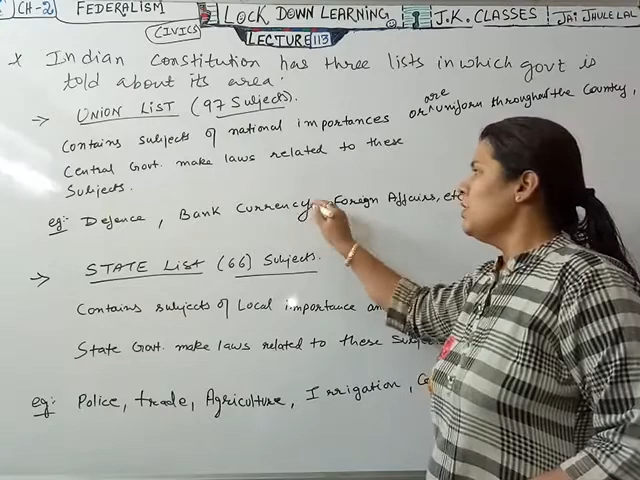 CH-2 FEDERALISM LOCK DOWN LEARNING J.K. CLASSES JAI JHULELAL
(CIVICS) LECTURE 113
x Indian Constitution has three lists in which govt is
told about its area.
→ UNION LIST (97 Subjects).
Contains subjects of national importances or are uniform throughout the country,
Central Govt. make laws related to these
Subjects.
eg:- Defence, Bank Currency, Foreign Affairs, etc
→ STATE LIST (66] Subjects.
Contains subjects of Local importance an
State Govt. make laws related to these Subjec
eg:- Police, trade, Agriculture, Irrigation,